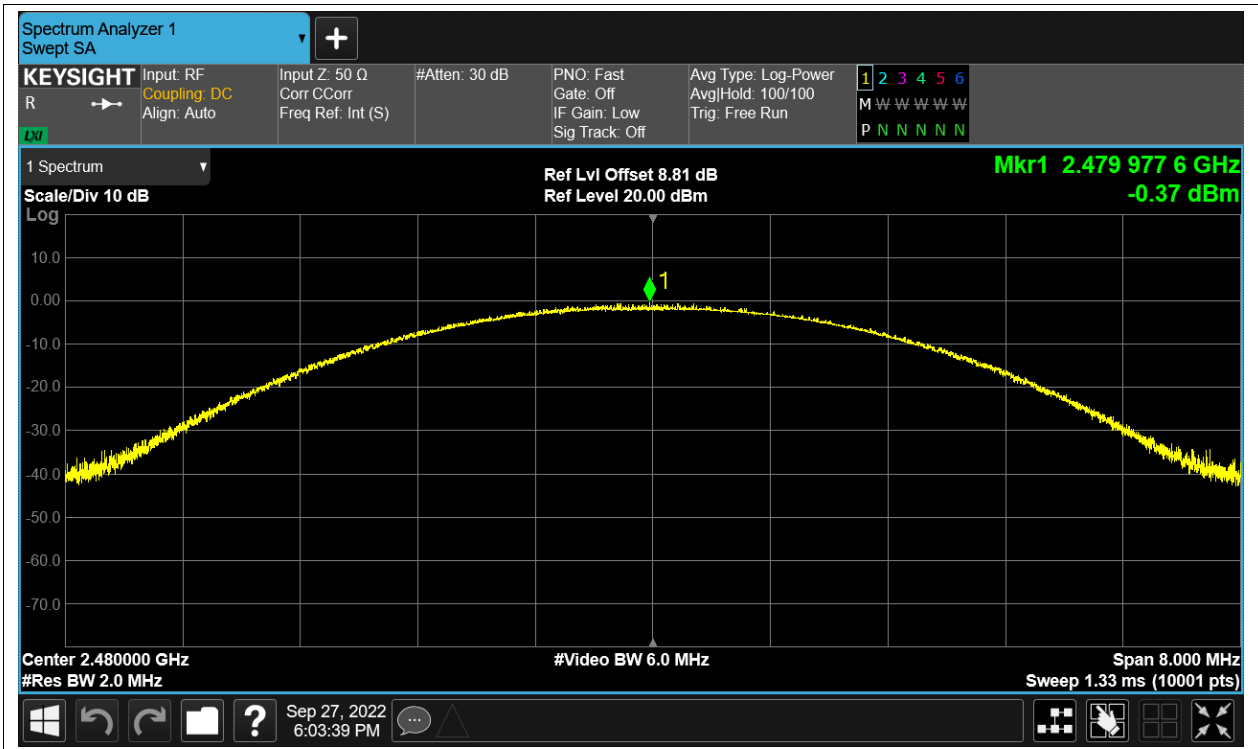 Spectrum Analyzer 1
Swept SA
KEYSIGHT Input: RF Input Z: 50 Ω #Atten: 30 dB PNO: Fast Avg Type: Log-Power 1 2 3 4 5 6
R Coupling: DC Corr CCorr Gate: Off Avg|Hold: 100/100 M W W W W W W
Align: Auto Freq Ref: Int (S) IF Gain: Low Trig: Free Run
LXI Sig Track: Off P N N N N N
1 Spectrum
Ref Lvl Offset 8.81 dB Mkr1 2.479 977 6 GHz
Scale/Div 10 dB Ref Level 20.00 dBm -0.37 dBm
Log
10.0
1
0.00
-10.0
-20.0
-30.0
-40.0
-50.0
-60.0
-70.0
Center 2.480000 GHz #Video BW 6.0 MHz Span 8.000 MHz
#Res BW 2.0 MHz Sweep 1.33 ms (10001 pts)
? Sep 27, 2022
6:03:39 PM